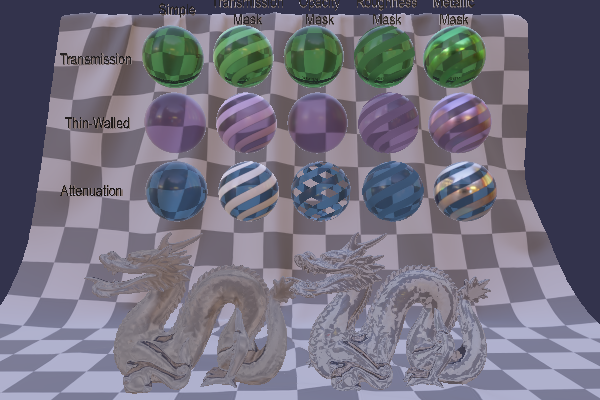 Simple
Transmission Mask
Opacity Mask
Roughness Mask
Metallic Mask
Transmission
Thin-Walled
Attenuation